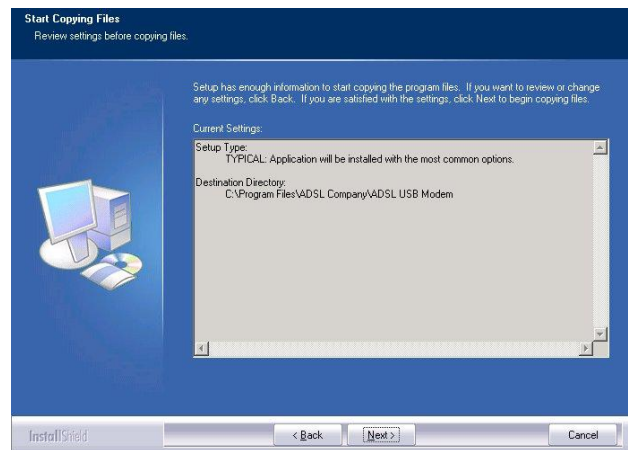 Start Copying Files
Review settings before copying files.
Setup has enough information to start copying the program files.  If you want to review or change
any settings, click Back.  If you are satisfied with the settings, click Next to begin copying files.
Current Settings:
Setup Type:
TYPICAL: Application will be installed with the most common options.
Destination Directory:
C:\Program Files\ADSL Company\ADSL USB Modem
InstallShield
< Back
Next >
Cancel